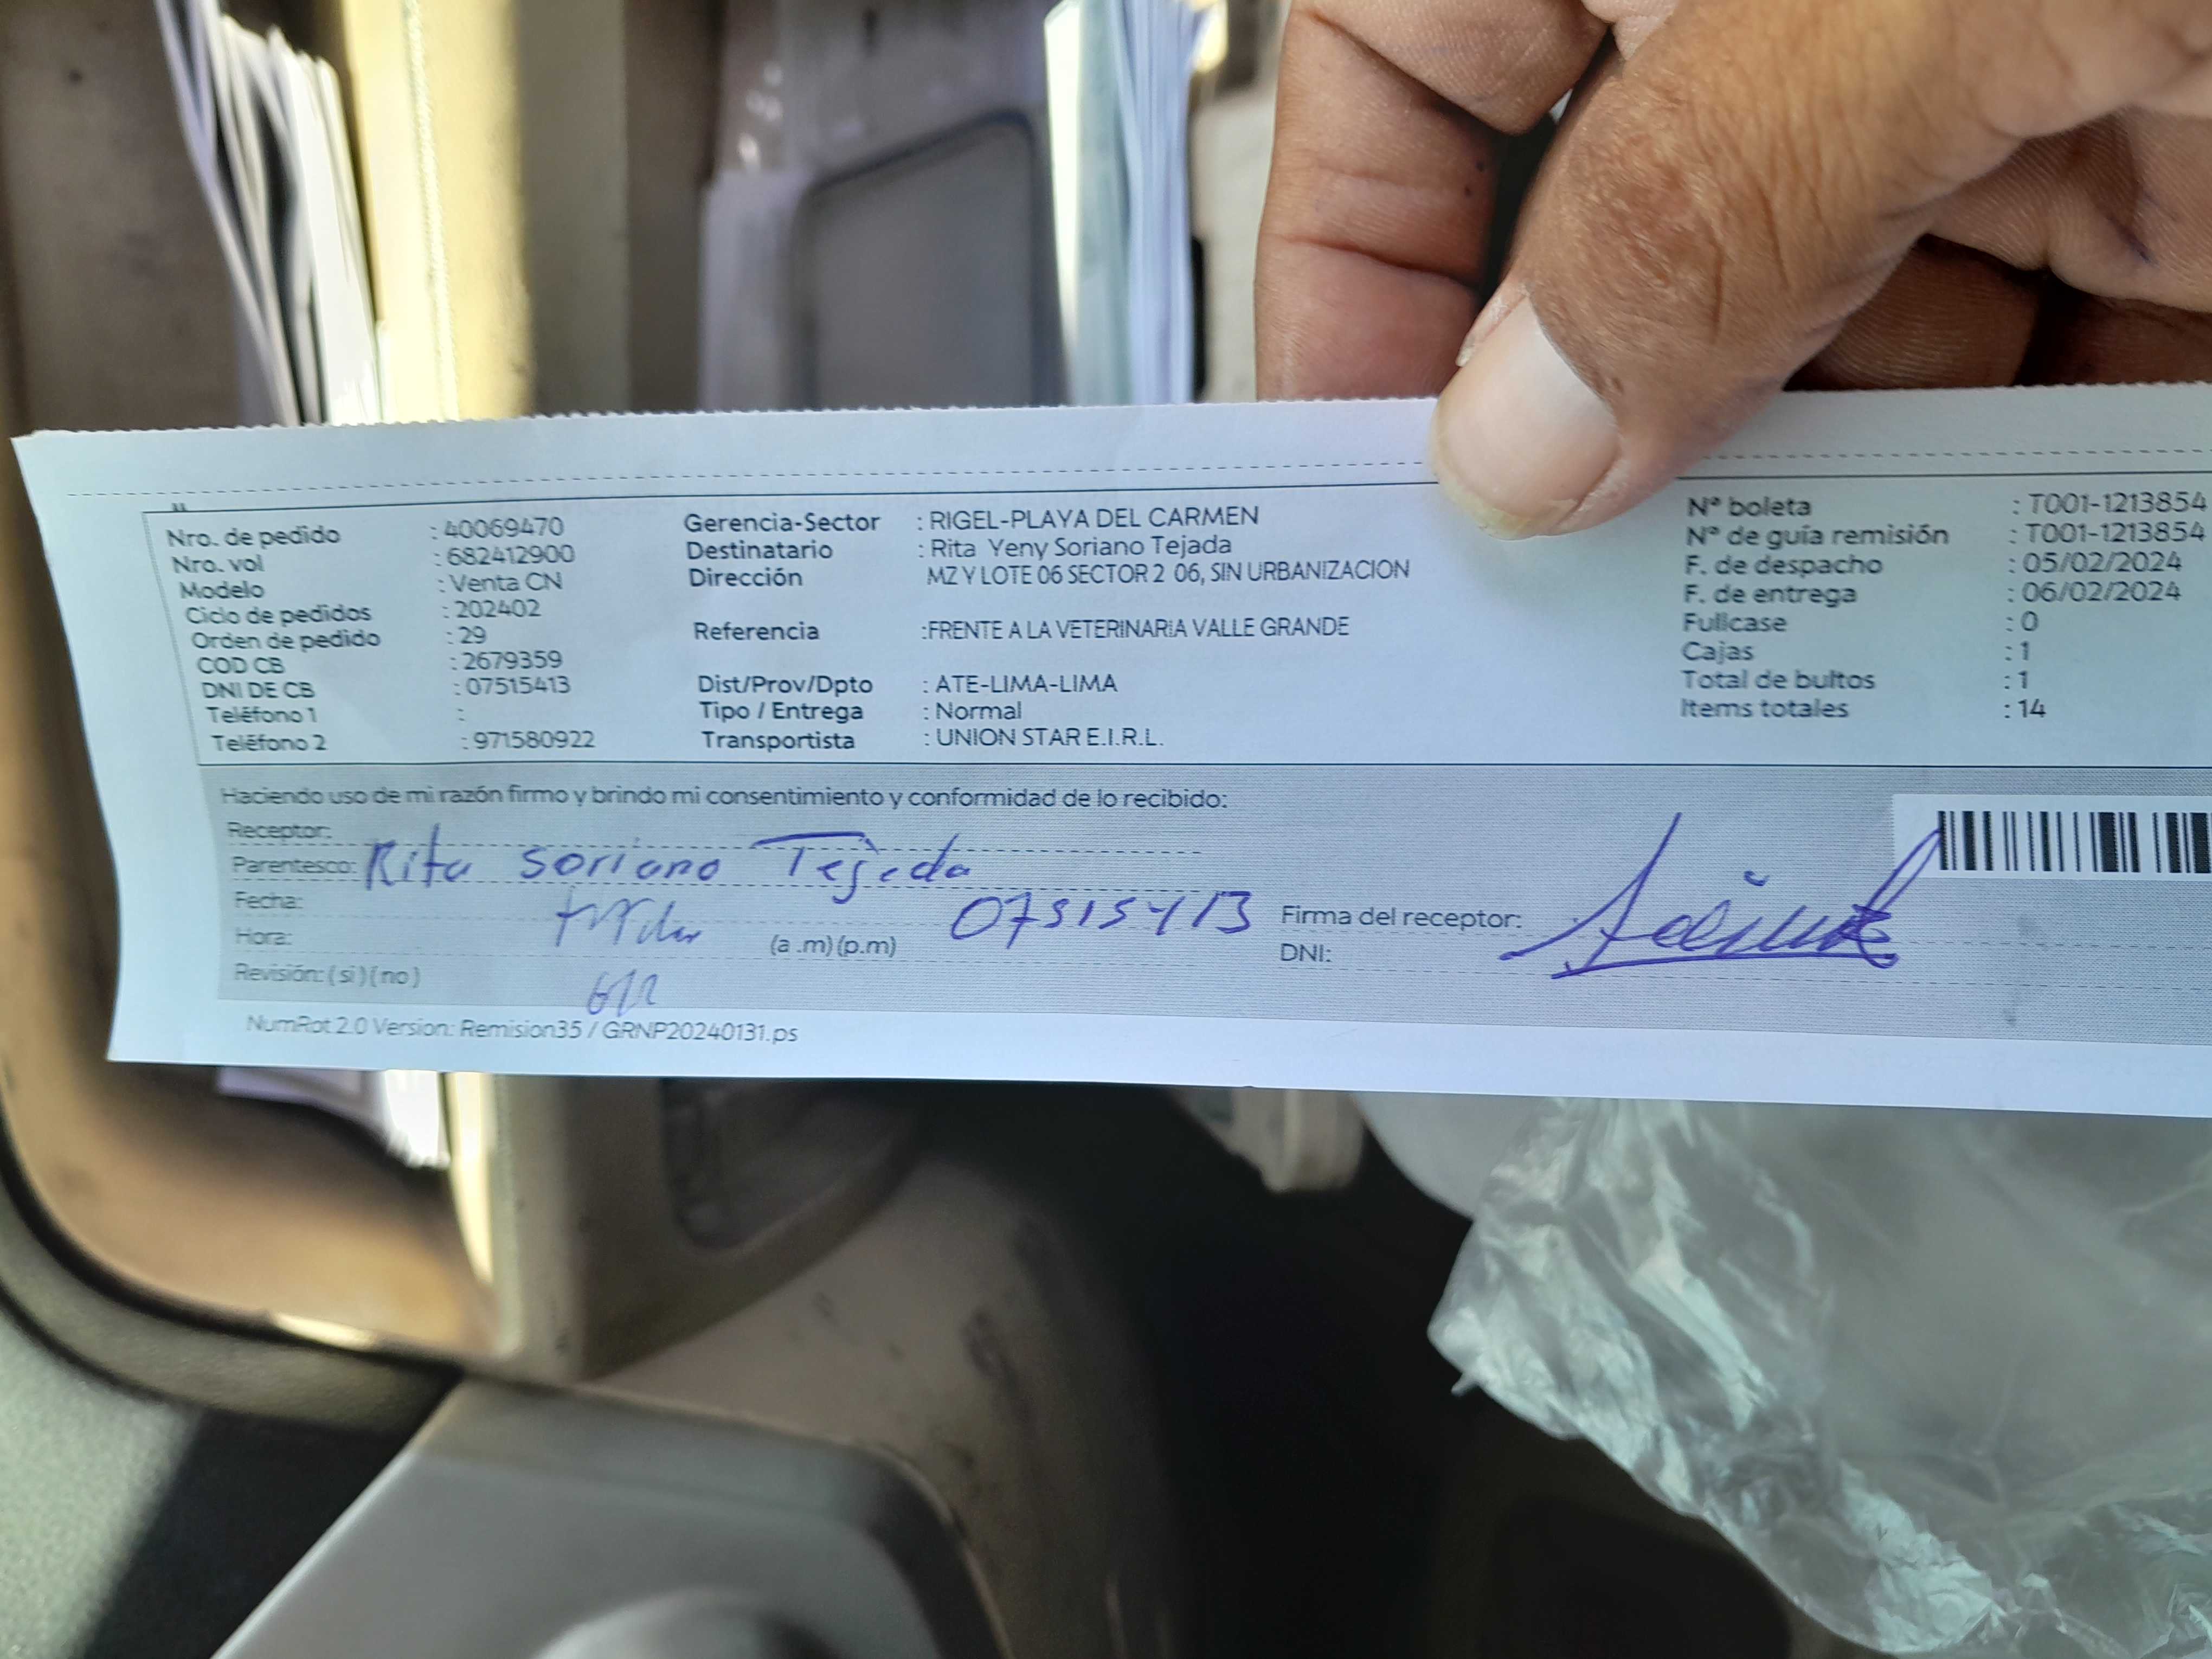 Nro. de pedido : 40069470
Nro. vol : 682412900
Modelo : Venta CN
Ciclo de pedidos : 202402
Orden de pedido : 29
COD CB : 2679359
DNI DE CB : 07515413
Teléfono 1 :
Teléfono 2 : 971580922
Gerencia-Sector : RIGEL-PLAYA DEL CARMEN
Destinatario : Rita Yeny Soriano Tejada
Dirección MZ Y LOTE 06 SECTOR 2 06, SIN URBANIZACION
Referencia :FRENTE A LA VETERINARIA VALLE GRANDE
Dist/Prov/Dpto : ATE-LIMA-LIMA
Tipo / Entrega : Normal
Transportista : UNION STAR E.I.R.L.
Nº boleta : T001-1213854
Nº de guía remisión : T001-1213854
F. de despacho : 05/02/2024
F. de entrega : 06/02/2024
Fullcase : 0
Cajas : 1
Total de bultos : 1
Items totales : 14
Haciendo uso de mi razón firmo y brindo mi consentimiento y conformidad de lo recibido:
Receptor:
Parentesco: Rita Soriano Tejeda
Fecha: 07515413 Firma del receptor:
Hora: (a .m) (p.m) DNI:
Revisión: ( si ) ( no )
NumRot 2.0 Version: Remision35 / GRNP20240131.ps